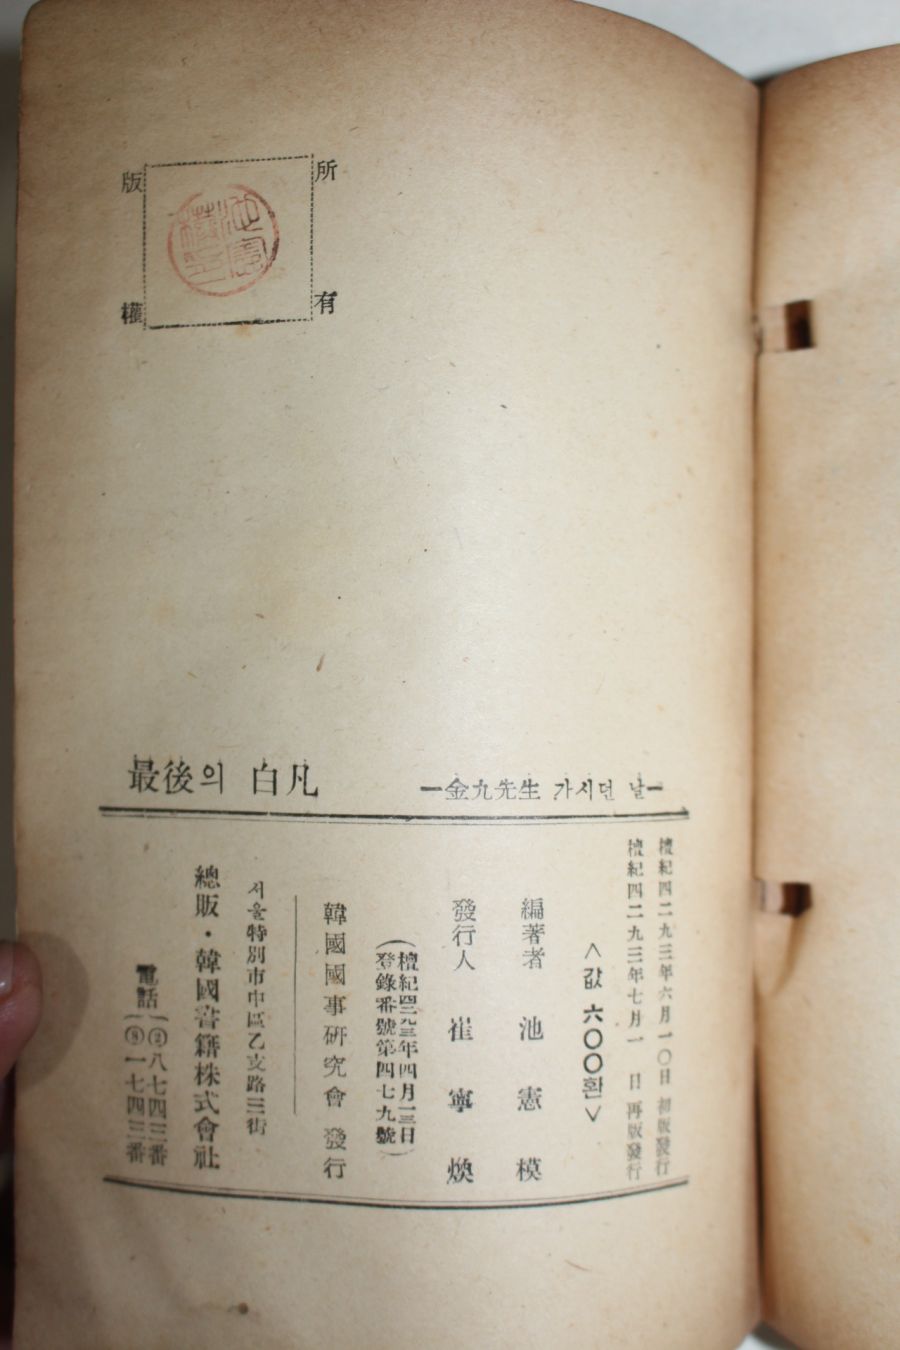 版權所有
最後의 白凡 ー金九先生 가시던 날ー
檀紀四二九三年六月一〇日 初版發行
檀紀四二九三年七月一 日 再版發行
<값 六〇〇환>
編著者 池憲模
發行人 崔寧煥
(檀紀四二九三年四月一三日
登錄番號第四七九號)
韓國國事硏究會 發行
서울特別市中區乙支路三街
總販・韓國書籍株式會社
電話(②八七四三番
(⑨一七四三番